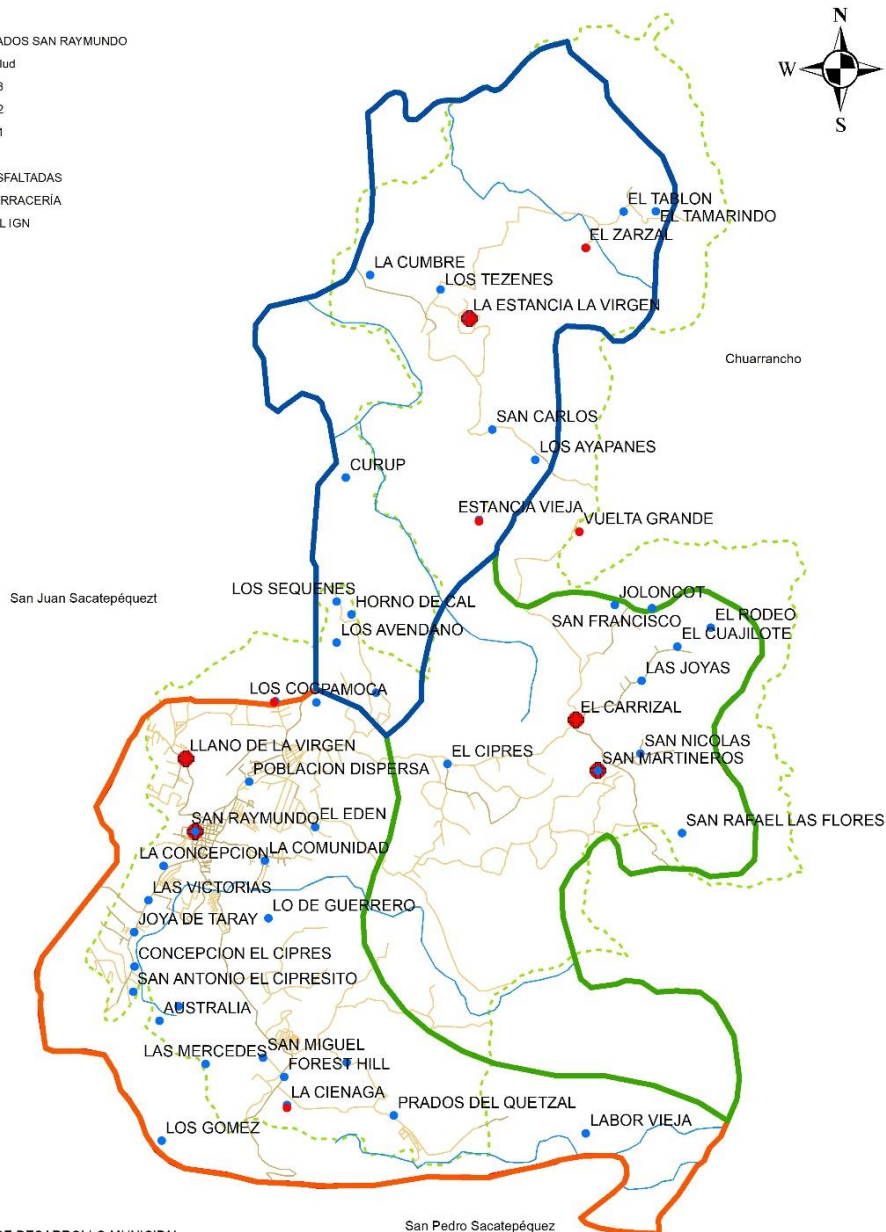 ADOS SAN RAYMUNDO
lud
3
2
1
SFALTADAS
RRACERÍA
L IGN
N
W
S
EL TABLON
EL TAMARINDO
EL ZARZAL
LA CUMBRE
LOS TEZENES
LA ESTANCIA LA VIRGEN
Chuarrancho
SAN CARLOS
LOS AYAPANES
CURUP
ESTANCIA VIEJA
VUELTA GRANDE
San Juan Sacatepéquezt
LOS SEQUENES
HORNO DE CAL
JOLONCOT
SAN FRANCISCO
EL RODEO
LOS AVENDAÑO
EL CUAJILOTE
LAS JOYAS
LOS COCPAMOCA
EL CARRIZAL
LLANO DE LA VIRGEN
EL CIPRES
SAN NICOLAS
SAN MARTINEROS
POBLACION DISPERSA
SAN RAYMUNDO
EL EDEN
SAN RAFAEL LAS FLORES
LA CONCEPCION
LA COMUNIDAD
LAS VICTORIAS
JOYA DE TARAY
LO DE GUERRERO
CONCEPCION EL CIPRES
SAN ANTONIO EL CIPRESITO
AUSTRALIA
LAS MERCEDES
SAN MIGUEL
FOREST HILL
LA CIENAGA
PRADOS DEL QUETZAL
LABOR VIEJA
LOS GOMEZ
San Pedro Sacatepéquez